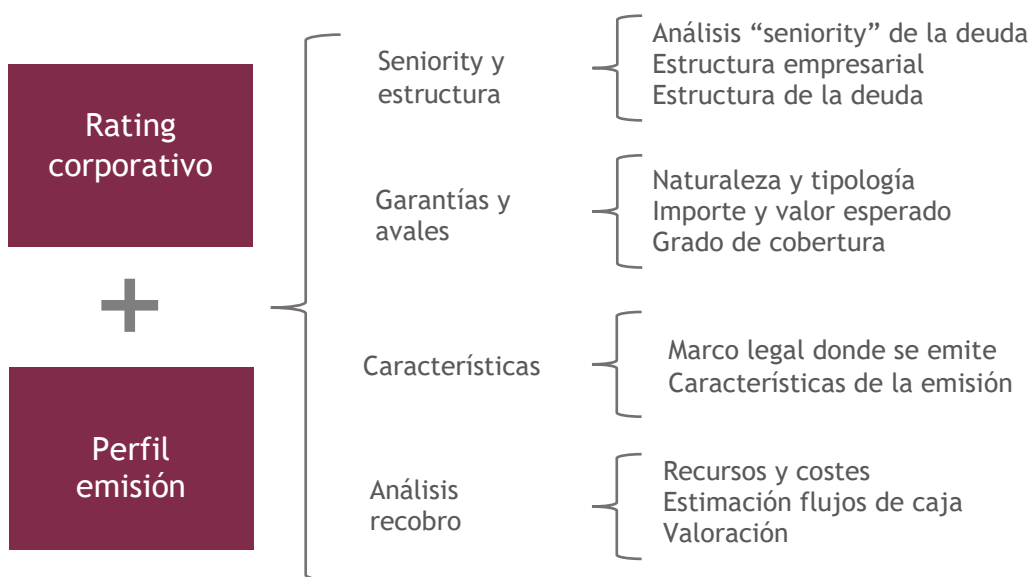 Rating
corporativo
+
Perfil
emisión
Seniority y
estructura
Análisis “seniority” de la deuda
Estructura empresarial
Estructura de la deuda
Garantías y
avales
Naturaleza y tipología
Importe y valor esperado
Grado de cobertura
Características
Marco legal donde se emite
Características de la emisión
Análisis
recobro
Recursos y costes
Estimación flujos de caja
Valoración